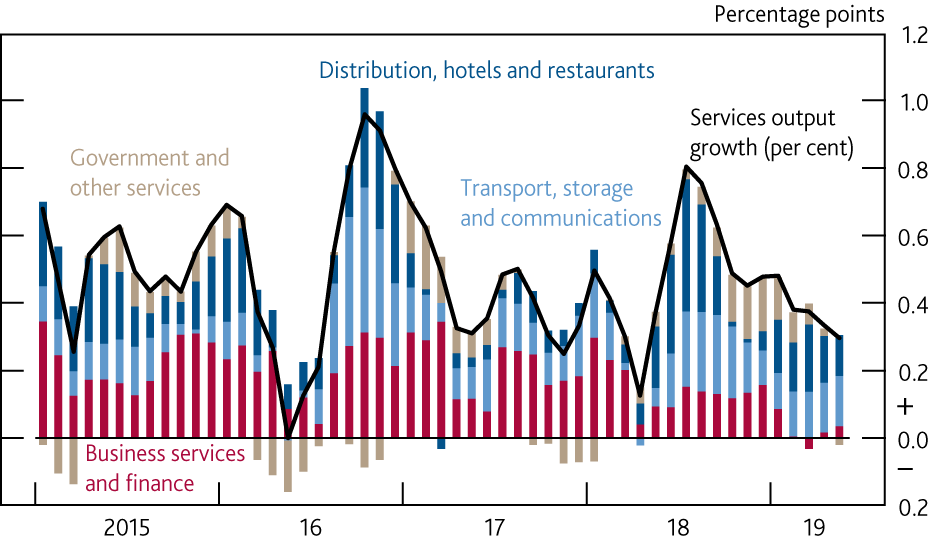 Percentage points
1.2
Distribution, hotels and restaurants
1.0
Services output
growth (per cent)
Government and
other services
0.8
Transport, storage
and communications
0.6
0.4
0.2
+
0.0
Business services
and finance
–
0.2
2015
16
17
18
19